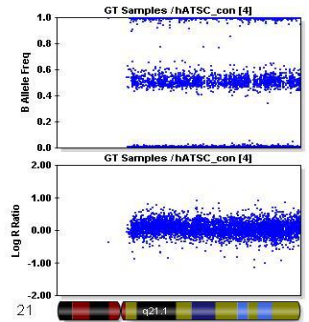 GT Samples /hATSC_con [4]
B Allele Freq
1.0
0.8
0.6
0.4
0.2
0.0
GT Samples /hATSC_con [4]
Log R Ratio
2.00
1.00
0.00
-1.00
-2.00
21
q21.1